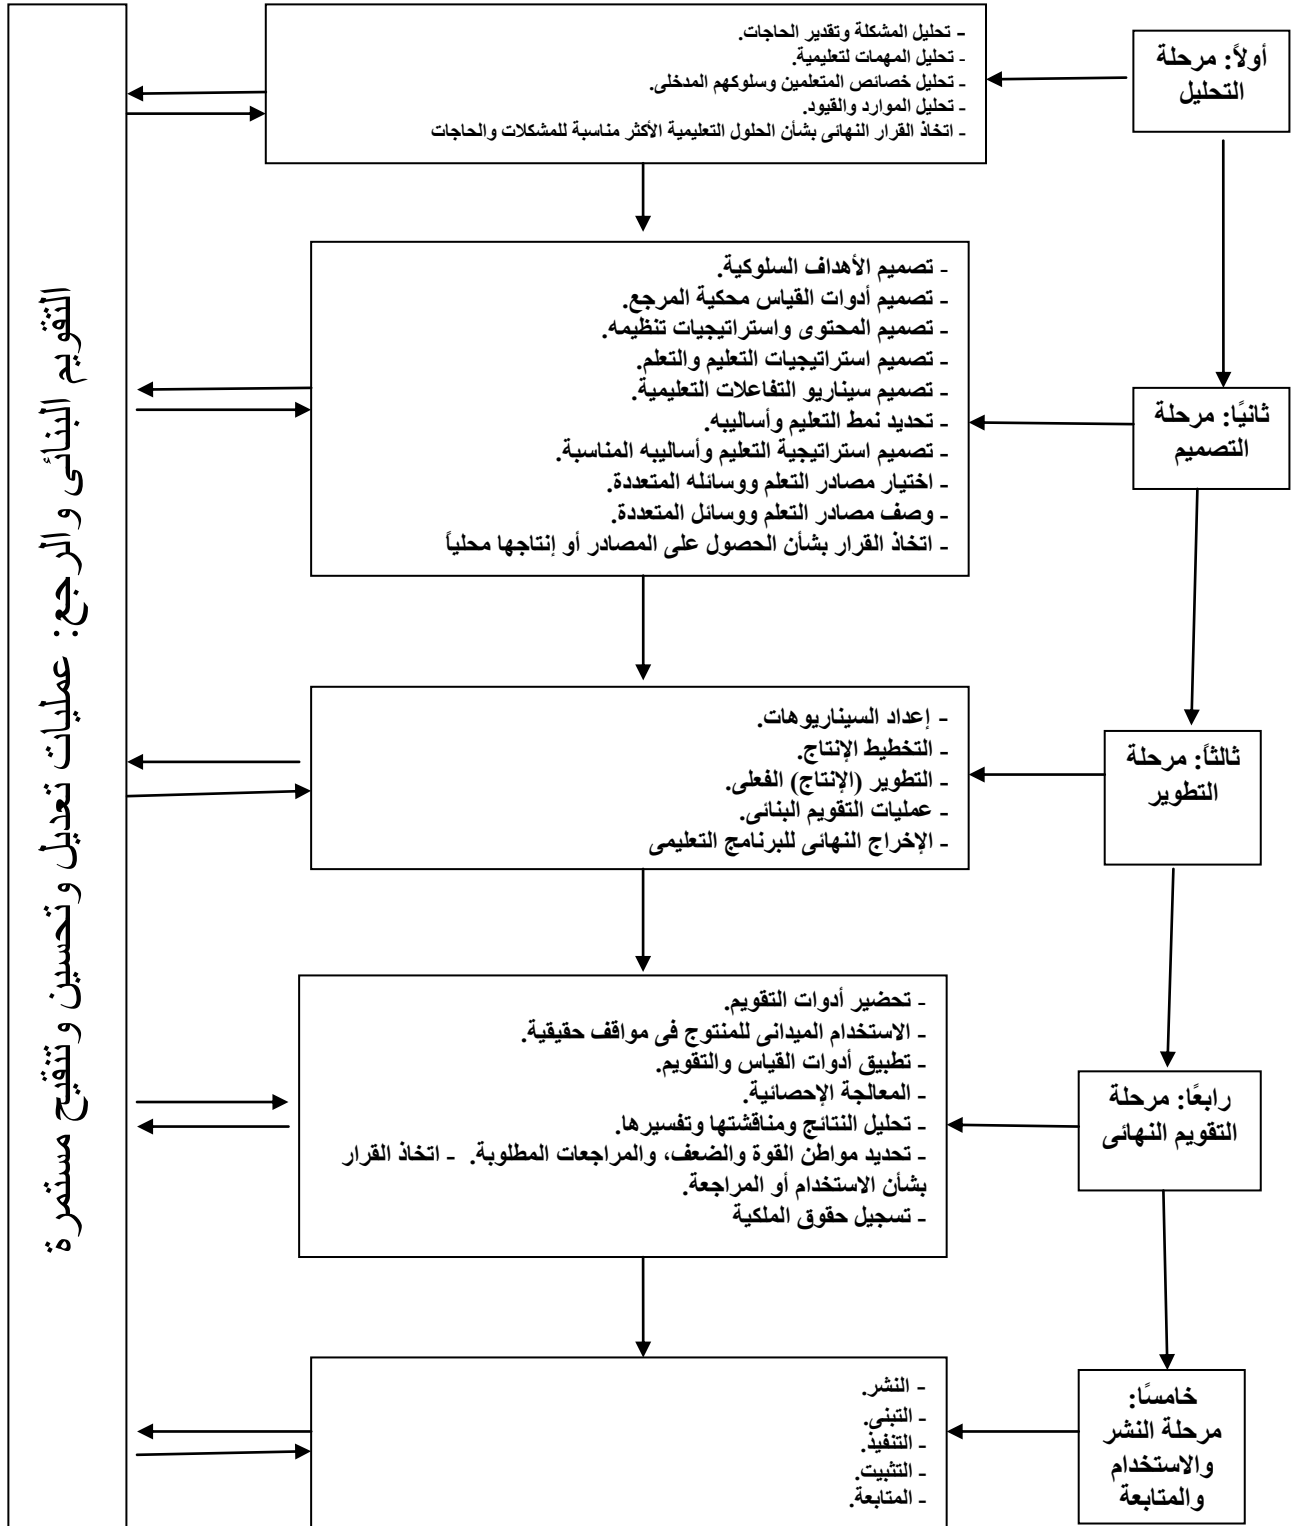 أولاً: مرحلة
التحليل
- تحليل المشكلة وتقدير الحاجات.
- تحليل المهمات لتعليمية.
- تحليل خصائص المتعلمين وسلوكهم المدخلى.
- تحليل الموارد والقيود.
- اتخاذ القرار النهائى بشأن الحلول التعليمية الأكثر مناسبة للمشكلات والحاجات
ثانيًا: مرحلة
التصميم
- تصميم الأهداف السلوكية.
- تصميم أدوات القياس محكية المرجع.
- تصميم المحتوى واستراتيجيات تنظيمه.
- تصميم استراتيجيات التعليم والتعلم.
- تصميم سيناريو التفاعلات التعليمية.
- تحديد نمط التعليم وأساليبه.
- تصميم استراتيجية التعليم وأساليبه المناسبة.
- اختيار مصادر التعلم ووسائله المتعددة.
- وصف مصادر التعلم ووسائل المتعددة.
- اتخاذ القرار بشأن الحصول على المصادر أو إنتاجها محلياً
ثالثاً: مرحلة
التطوير
- إعداد السيناريوهات.
- التخطيط الإنتاج.
- التطوير (الإنتاج) الفعلى.
- عمليات التقويم البنائى.
- الإخراج النهائى للبرنامج التعليمى
رابعًا: مرحلة
التقويم النهائى
- تحضير أدوات التقويم.
- الاستخدام الميدانى للمنتوج فى مواقف حقيقية.
- تطبيق أدوات القياس والتقويم.
- المعالجة الإحصائية.
- تحليل النتائج ومناقشتها وتفسيرها.
- تحديد مواطن القوة والضعف، والمراجعات المطلوبة. - اتخاذ القرار
بشأن الاستخدام أو المراجعة.
- تسجيل حقوق الملكية
خامسًا:
مرحلة النشر
والاستخدام
والمتابعة
- النشر.
- التبنى.
- التنفيذ.
- التثبيت.
- المتابعة.
التقويم البنائى والرجع: عمليات تعديل وتحسين وتنقيح مستمرة